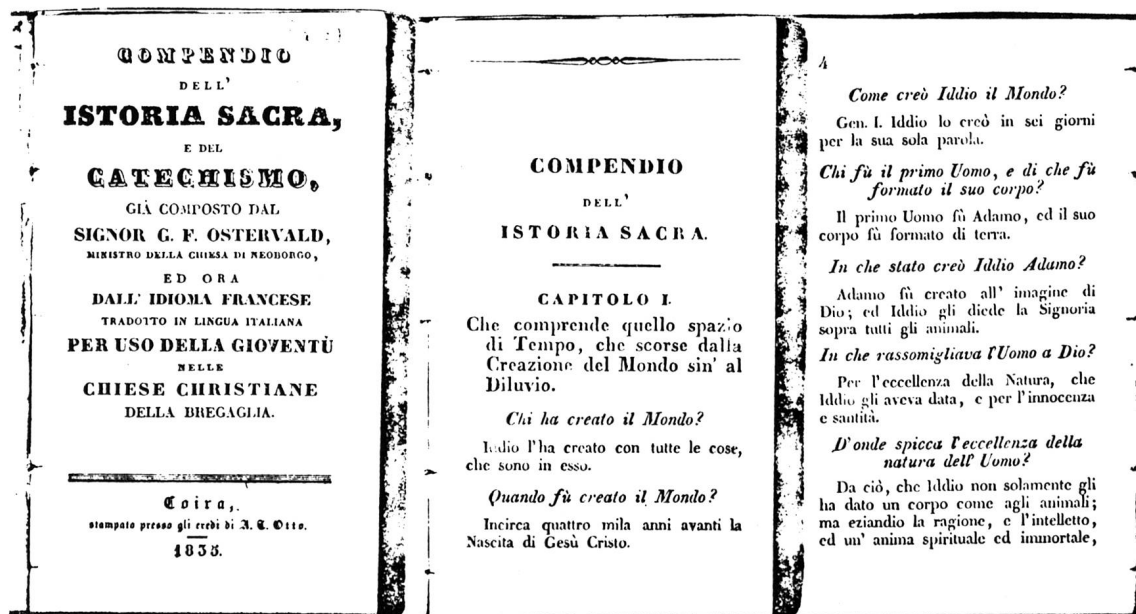 COMPENDIO
DELL'
ISTORIA SACRA,
E DEL
CATECHISMO,
GIÀ COMPOSTO DAL
SIGNOR G. F. OSTERVALD,
MINISTRO DELLA CHIESA DI NEOBORGO,
ED ORA
DALL' IDIOMA FRANCESE
TRADOTTO IN LINGUA ITALIANA
PER USO DELLA GIOVENTÙ
NELLE
CHIESE CHRISTIANE
DELLA BREGAGLIA.
Coira,
stampato presso gli eredi di A. T. Otto.
1835.
COMPENDIO
DELL'
ISTORIA SACRA.
CAPITOLO I.
Che comprende quello spazio
di Tempo, che scorse dalla
Creazione del Mondo sin' al
Diluvio.
Chi ha creato il Mondo?
Iddio l'ha creato con tutte le cose,
che sono in esso.
Quando fù creato il Mondo?
Incirca quattro mila anni avanti la
Nascita di Gesù Cristo.
4
Come creò Iddio il Mondo?
Gen. I. Iddio lo creò in sei giorni
per la sua sola parola.
Chi fù il primo Uomo, e di che fù
formato il suo corpo?
Il primo Uomo fù Adamo, ed il suo
corpo fù formato di terra.
In che stato creò Iddio Adamo?
Adamo fù creato all' imagine di
Dio; ed Iddio gli diede la Signoria
sopra tutti gli animali.
In che rassomigliava l'Uomo a Dio?
Per l'eccellenza della Natura, che
Iddio gli aveva data, e per l'innocenza
e santità.
D'onde spicca l'eccellenza della
natura dell' Uomo?
Da ciò, che Iddio non solamente gli
ha dato un corpo come agli animali;
ma eziandio la ragione, e l'intelletto,
ed un' anima spirituale ed immortale,